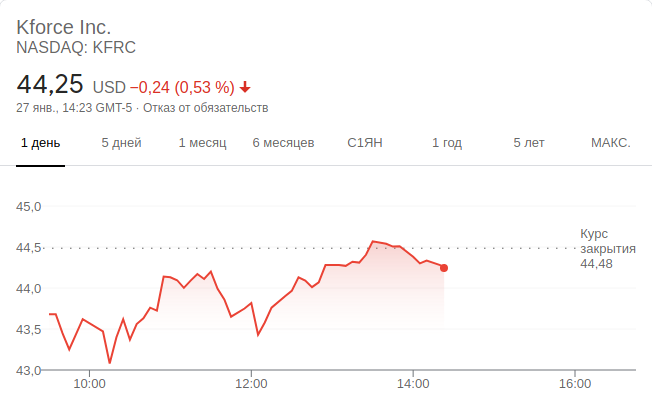 Kforce Inc.
NASDAQ: KFRC
44,25 USD −0,24 (0,53 %)
27 янв., 14:23 GMT-5 · Отказ от обязательств
1 день 5 дней 1 месяц 6 месяцев С1ЯН 1 год 5 лет МАКС.
45,0
44,5
44,0
43,5
43,0
Курс
закрытия
44,48
10:00 12:00 14:00 16:00